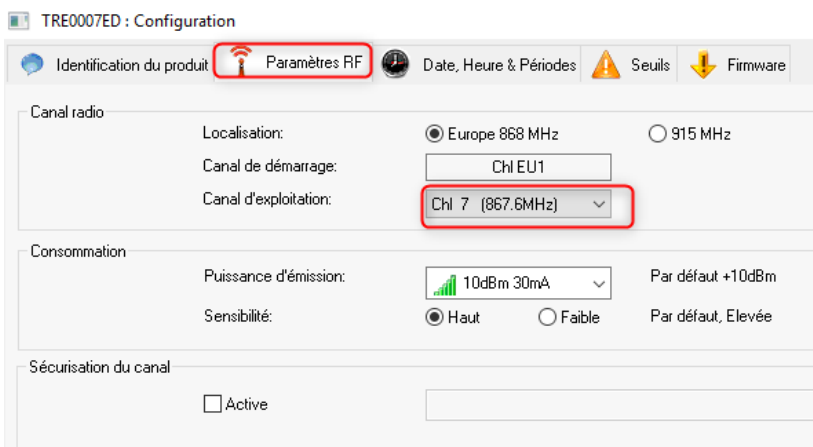 TRE0007ED : Configuration
Identification du produit Paramètres RF Date, Heure & Périodes Seuils Firmware
Canal radio
Localisation: Europe 868 MHz 915 MHz
Canal de démarrage: Chl EU1
Canal d'exploitation: Chl 7 (867.6MHz)
Consommation
Puissance d'émission: 10dBm 30mA Par défaut +10dBm
Sensibilité: Haut Faible Par défaut, Elevée
Sécurisation du canal
Active